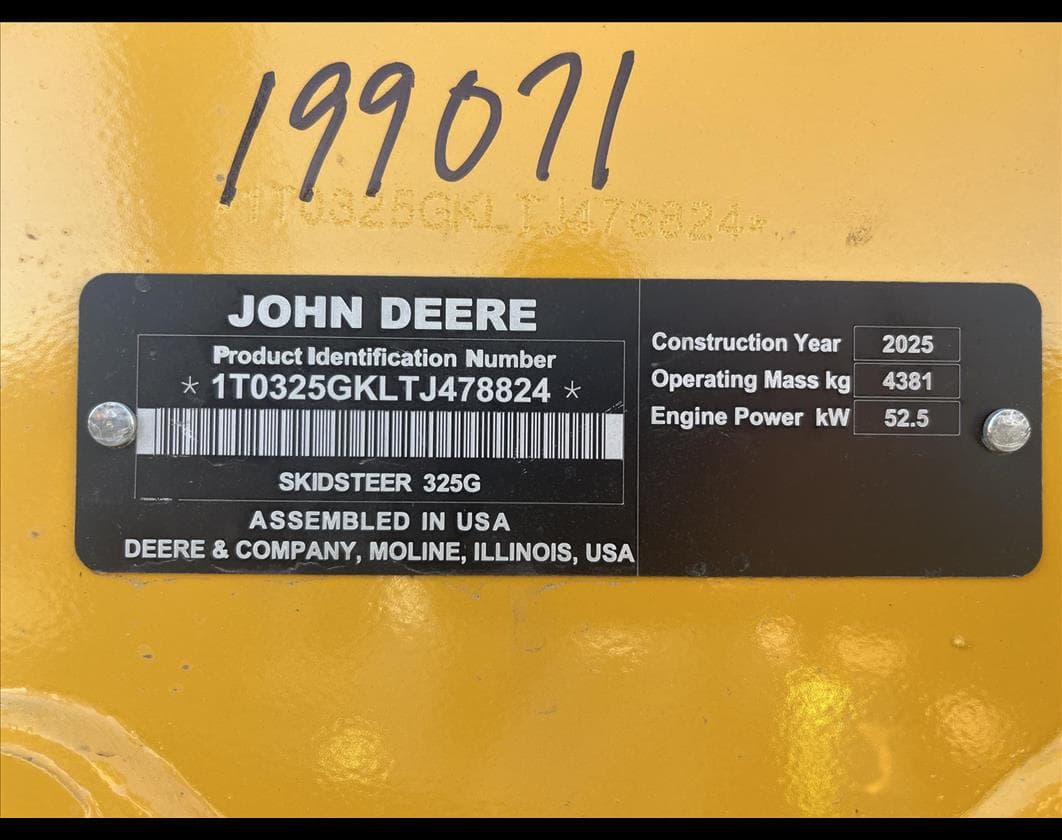 199071
*1T0325GKLTJ478824*
JOHN DEERE
Product Identification Number
* 1T0325GKLTJ478824 *
SKIDSTEER 325G
ASSEMBLED IN USA
DEERE & COMPANY, MOLINE, ILLINOIS, USA
Construction Year 2025
Operating Mass kg 4381
Engine Power kW 52.5